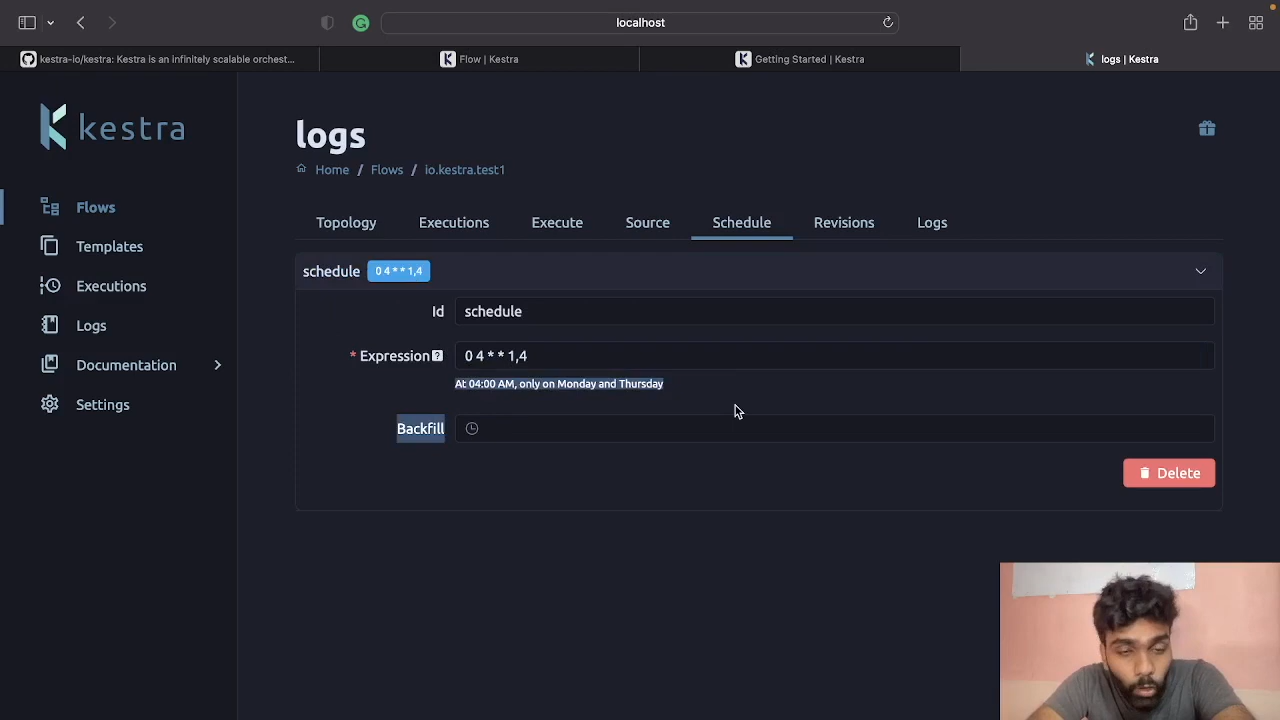 localhost
kestra-io/kestra: Kestra is an infinitely scalable orchest...
Flow | Kestra
Getting Started | Kestra
logs | Kestra
kestra
Flows
Templates
Executions
Logs
Documentation
Settings
logs
Home / Flows / io.kestra.test1
Topology Executions Execute Source Schedule Revisions Logs
schedule 0 4 * * 1,4
Id schedule
* Expression ? 0 4 * * 1,4
At 04:00 AM, only on Monday and Thursday
Backfill
Delete